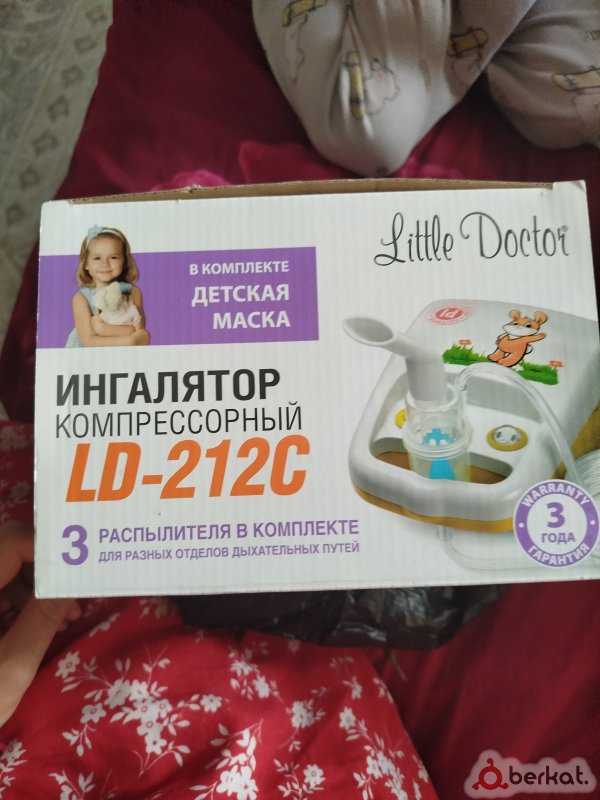 Little Doctor
В КОМПЛЕКТЕ
ДЕТСКАЯ
МАСКА
ld
ИНГАЛЯТОР
КОМПРЕССОРНЫЙ
LD-212C
3 РАСПЫЛИТЕЛЯ В КОМПЛЕКТЕ
ДЛЯ РАЗНЫХ ОТДЕЛОВ ДЫХАТЕЛЬНЫХ ПУТЕЙ
WARRANTY
3
ГОДА
ГАРАНТИЯ
berkat.